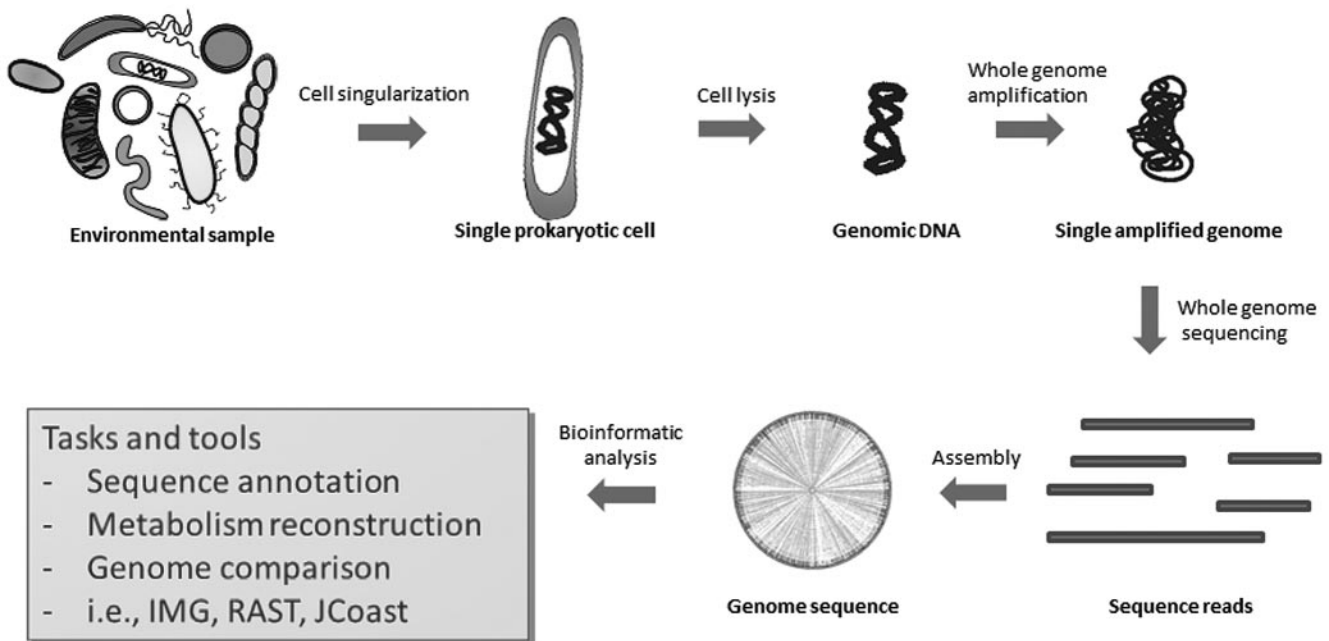 Cell singularization
Cell lysis
Whole genome
amplification
Environmental sample
Single prokaryotic cell
Genomic DNA
Single amplified genome
Whole genome
sequencing
Tasks and tools
- Sequence annotation
- Metabolism reconstruction
- Genome comparison
- i.e., IMG, RAST, JCoast
Bioinformatic
analysis
Assembly
Genome sequence
Sequence reads